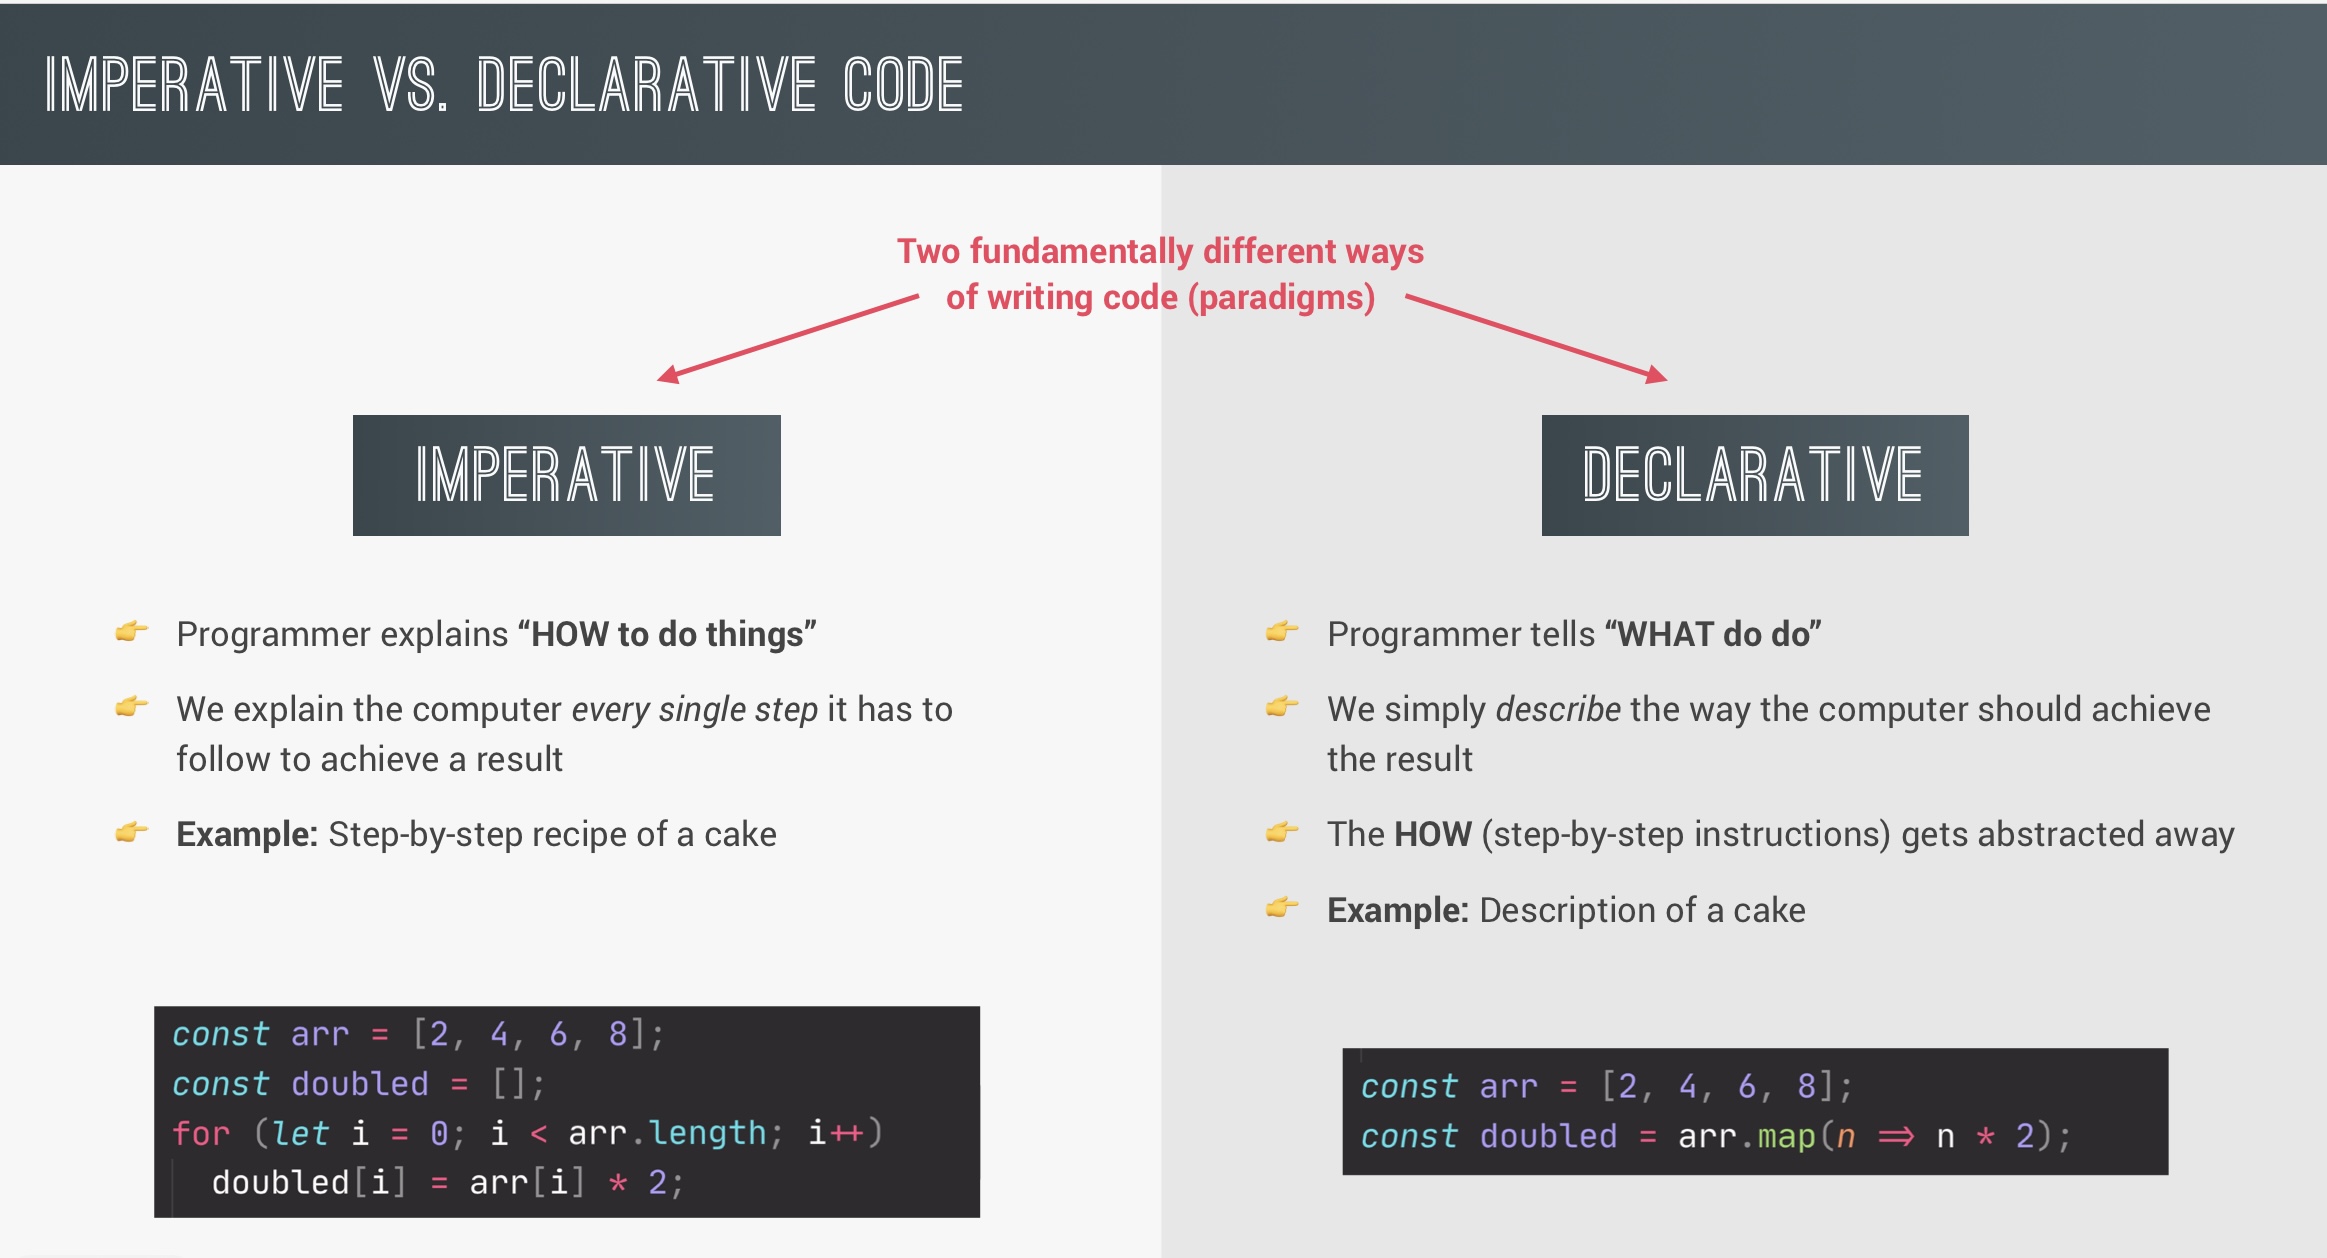 IMPERATIVE VS. DECLARATIVE CODE
Two fundamentally different ways
of writing code (paradigms)
IMPERATIVE
👉 Programmer explains “HOW to do things”
👉 We explain the computer every single step it has to
follow to achieve a result
👉 Example: Step-by-step recipe of a cake
const arr = [2, 4, 6, 8];
const doubled = [];
for (let i = 0; i < arr.length; i++)
  doubled[i] = arr[i] * 2;
DECLARATIVE
👉 Programmer tells “WHAT do do”
👉 We simply describe the way the computer should achieve
the result
👉 The HOW (step-by-step instructions) gets abstracted away
👉 Example: Description of a cake
const arr = [2, 4, 6, 8];
const doubled = arr.map(n => n * 2);